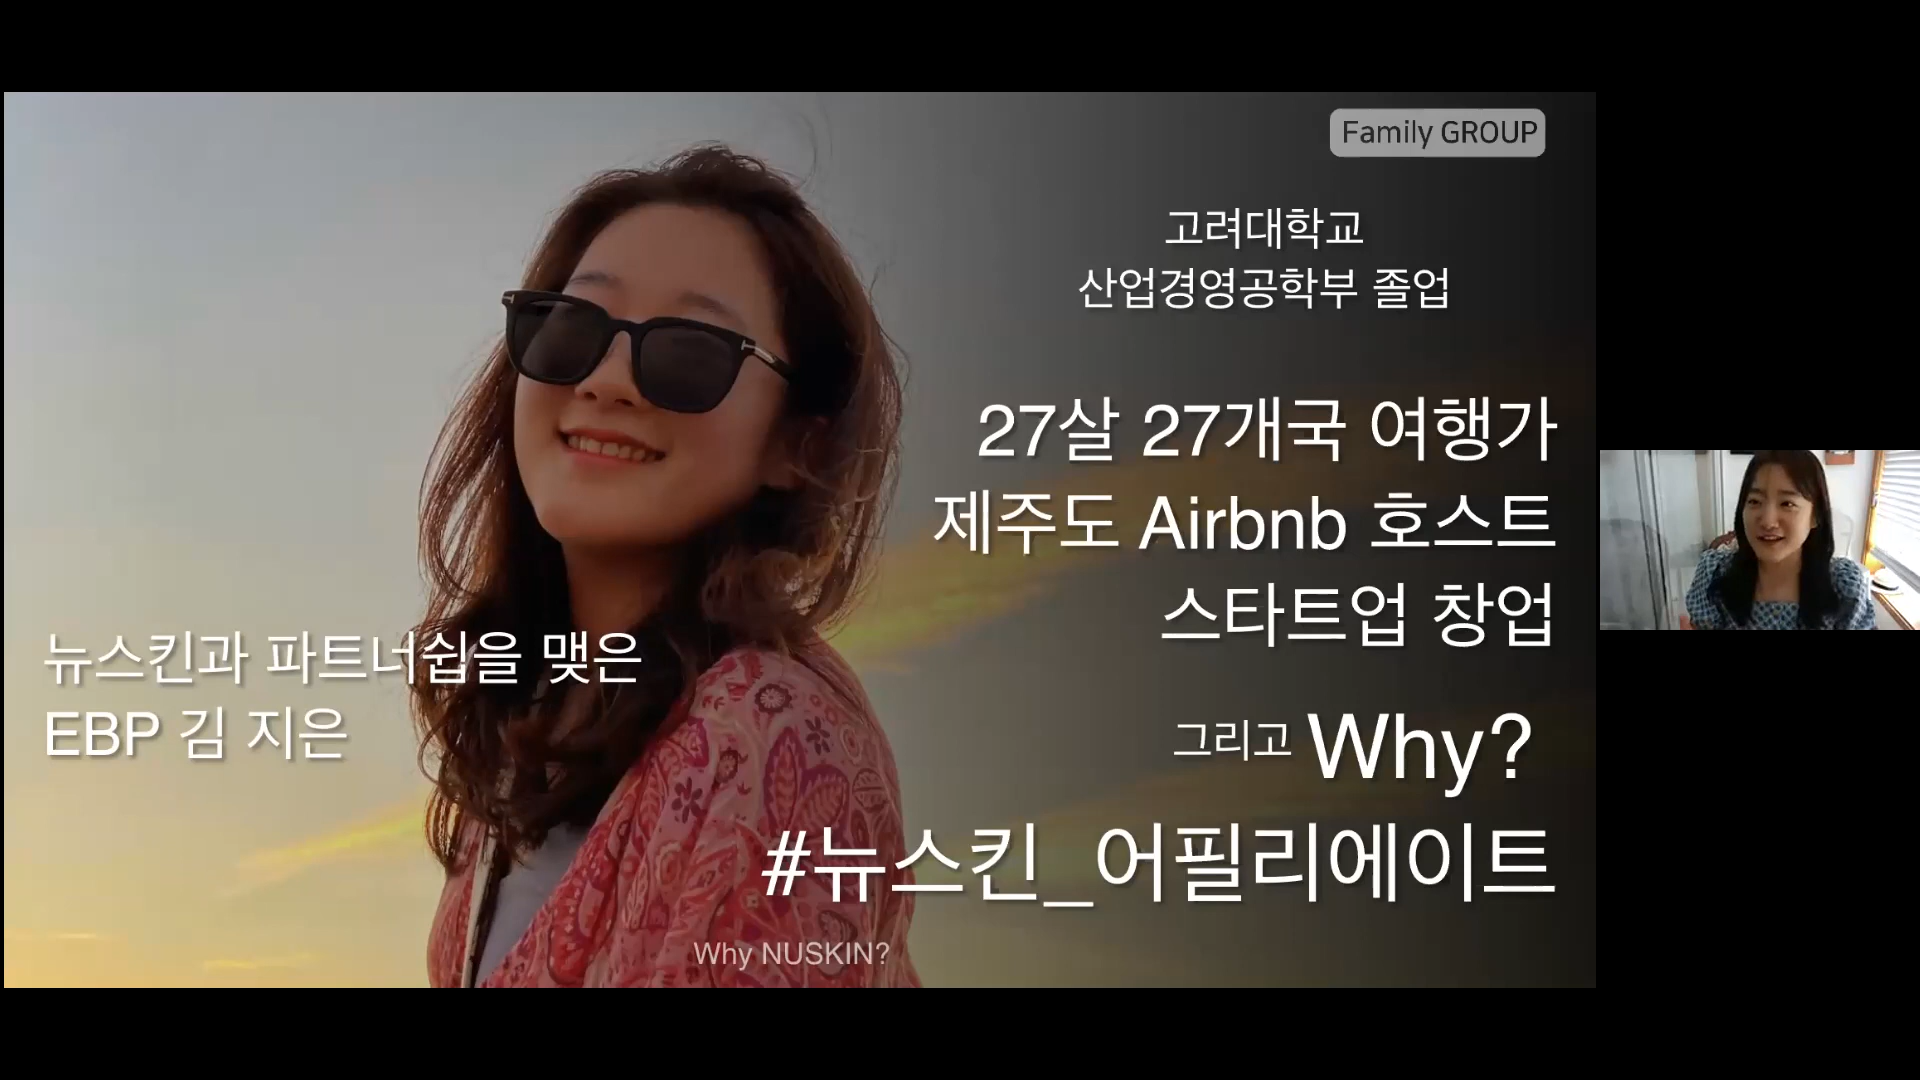 Family GROUP
고려대학교
산업경영공학부 졸업
27살 27개국 여행가
제주도 Airbnb 호스트
스타트업 창업
뉴스킨과 파트너쉽을 맺은
EBP 김 지은
그리고 Why?
#뉴스킨_어필리에이트
Why NUSKIN?